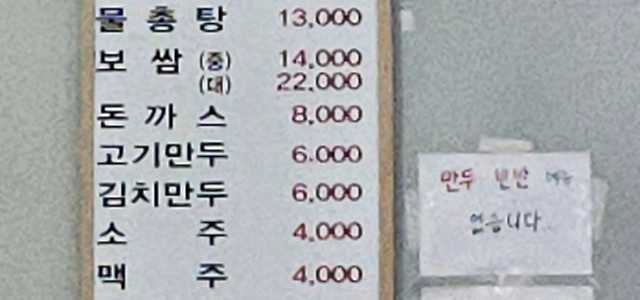 물총탕 13,000
보쌈 (중) 14,000
(대) 22,000
돈까스 8,000
고기만두 6,000
김치만두 6,000
소주 4,000
맥주 4,000
만두 반반 메뉴
없습니다